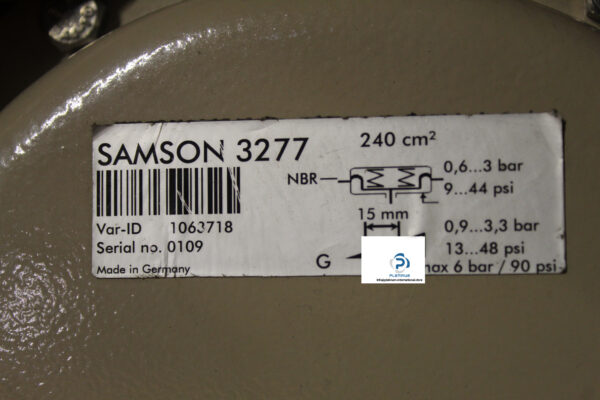 SAMSON 3277
240 cm²
NBR
0,6...3 bar
9...44 psi
Var-ID 1063718
Serial no. 0109
Made in Germany
15 mm
0,9...3,3 bar
13...48 psi
G
max 6 bar / 90 psi
PLATINUM